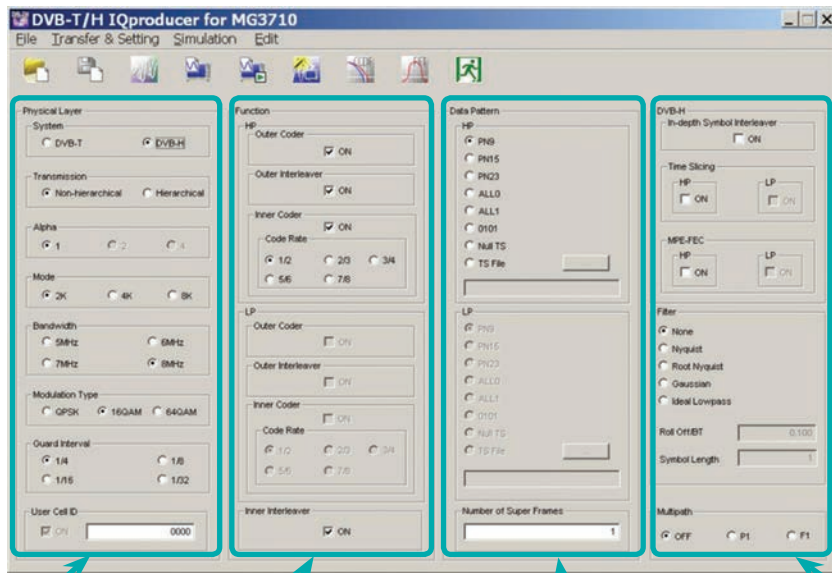 DVB-T/H IQproducer for MG3710
File Transfer & Setting Simulation Edit
Physical Layer
System
DVB-T DVB-H
Transmission
Non-hierarchical Hierarchical
Alpha
1 2 4
Mode
2K 4K 8K
Bandwidth
5MHz 6MHz
7MHz 8MHz
Modulation Type
QPSK 16QAM 64QAM
Guard Interval
1/4 1/8
1/16 1/32
User Cell ID
ON 0000
Function
HP
Outer Coder
ON
Outer Interleaver
ON
Inner Coder
ON
Code Rate
1/2 2/3 3/4
5/6 7/8
LP
Outer Coder
ON
Outer Interleaver
ON
Inner Coder
ON
Code Rate
1/2 2/3 3/4
5/6 7/8
Inner Interleaver
ON
Data Pattern
HP
PN9
PN15
PN23
ALL0
ALL1
0101
Null TS
TS File
LP
PN9
PN15
PN23
ALL0
ALL1
0101
Null TS
TS File ...
Number of Super Frames
1
DVB-H
In-depth Symbol Interleaver
ON
Time Slicing
HP LP
ON ON
MPE-FEC
HP LP
ON ON
Filter
None
Nyquist
Root Nyquist
Gaussian
Ideal Lowpass
Roll Off/BT 0.100
Symbol Length 1
Multipath
OFF P1 F1